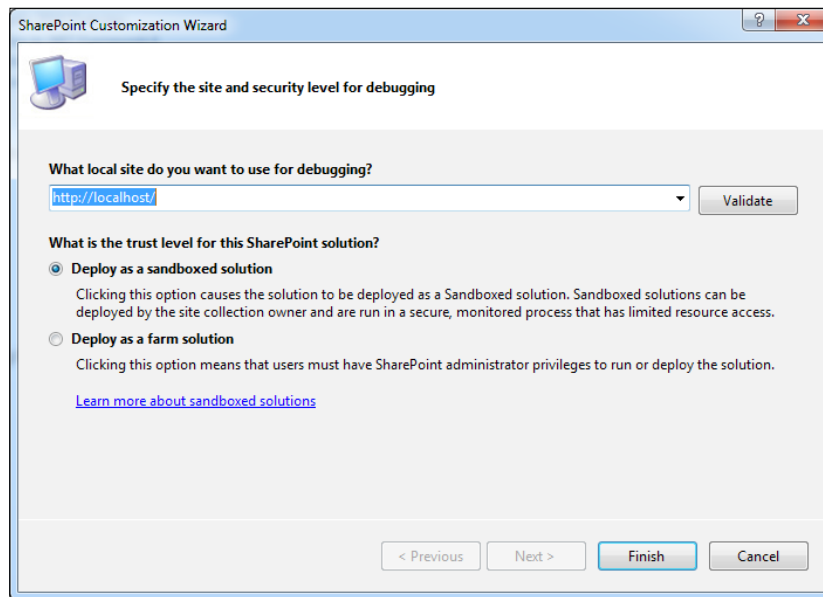 SharePoint Customization Wizard
Specify the site and security level for debugging
What local site do you want to use for debugging?
http://localhost/
Validate
What is the trust level for this SharePoint solution?
Deploy as a sandboxed solution
Clicking this option causes the solution to be deployed as a Sandboxed solution. Sandboxed solutions can be
deployed by the site collection owner and are run in a secure, monitored process that has limited resource access.
Deploy as a farm solution
Clicking this option means that users must have SharePoint administrator privileges to run or deploy the solution.
Learn more about sandboxed solutions
< Previous
Next >
Finish
Cancel